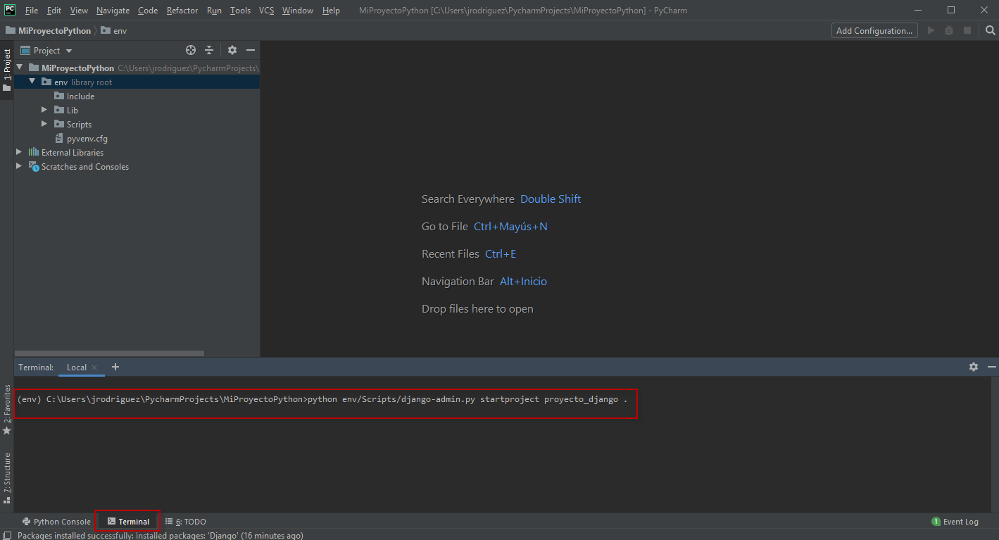 PC File Edit View Navigate Code Refactor Run Tools VCS Window Help MiProyectoPython [C:\Users\jrodriguez\PycharmProjects\MiProyectoPython] - PyCharm
MiProyectoPython env Add Configuration...
1: Project
Project
MiProyectoPython C:\Users\jrodriguez\PycharmProjects\
env library root
Include
Lib
Scripts
pyvenv.cfg
External Libraries
Scratches and Consoles
Search Everywhere Double Shift
Go to File Ctrl+Mayús+N
Recent Files Ctrl+E
Navigation Bar Alt+Inicio
Drop files here to open
Terminal: Local
(env) C:\Users\jrodriguez\PycharmProjects\MiProyectoPython>python env/Scripts/django-admin.py startproject proyecto_django .
2: Favorites
7: Structure
Python Console Terminal 6: TODO 1 Event Log
Packages installed successfully: Installed packages: 'Django' (16 minutes ago)